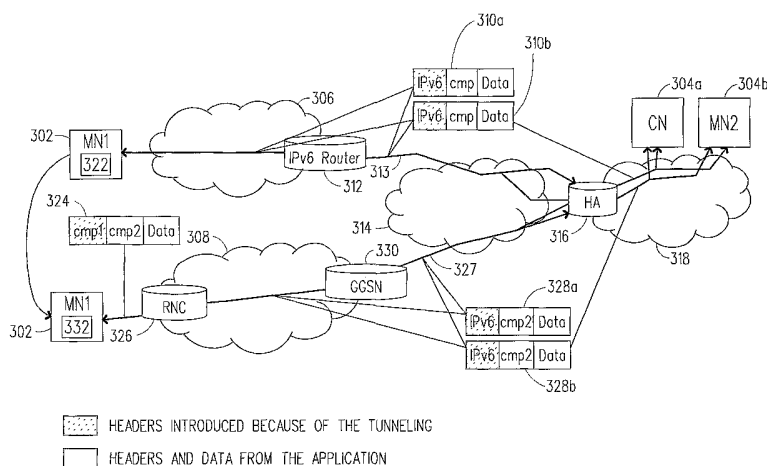 310a
310b
IPv6 cmp Data
IPv6 cmp Data
304a
304b
CN
MN2
306
302
MN1
322
IPv6 Router
312
313
HA
316
314
318
324
cmp1 cmp2 Data
308
330
GGSN
327
MN1
332
302
RNC
326
328a
IPv6 cmp2 Data
IPv6 cmp2 Data
328b
HEADERS INTRODUCED BECAUSE OF THE TUNNELING
HEADERS AND DATA FROM THE APPLICATION